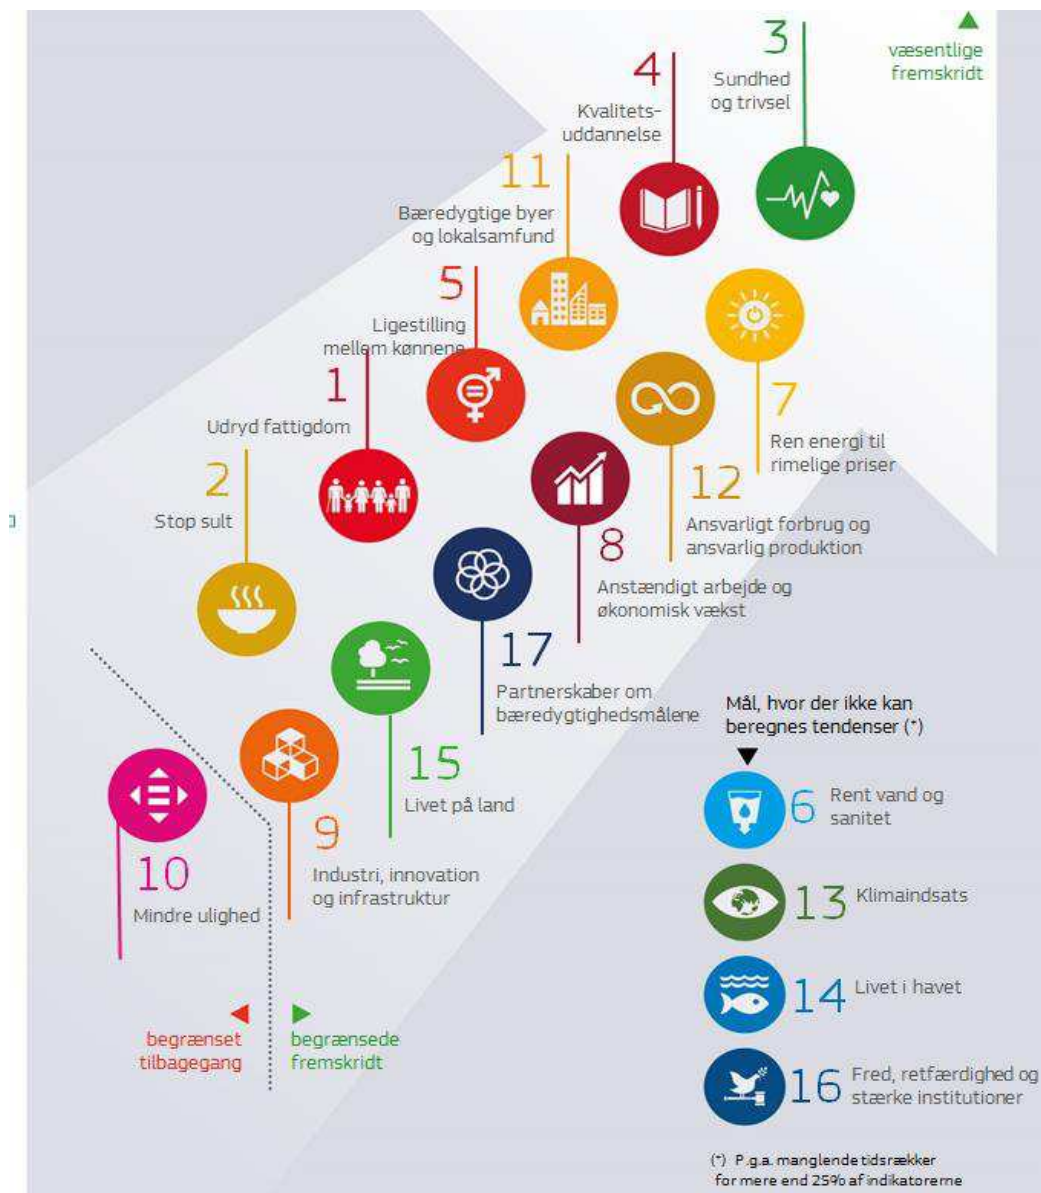 3
Sundhed
og trivsel
væsentlige
fremskridt
4
Kvalitets-
uddannelse
11
Bæredygtige byer
og lokalsamfund
5
Ligestilling
mellem kønnene
1
Udryd fattigdom
7
Ren energi til
rimelige priser
2
Stop sult
12
Ansvarligt forbrug og
ansvarlig produktion
8
Anstændigt arbejde og
økonomisk vækst
17
Partnerskaber om
bæredygtighedsmålene
15
Livet på land
9
Industri, innovation
og infrastruktur
10
Mindre ulighed
begrænset
tilbagegang
begrænsede
fremskridt
Mål, hvor der ikke kan
beregnes tendenser (*)
6
Rent vand og
sanitet
13
Klimaindsats
14
Livet i havet
16
Fred, retfærdighed og
stærke institutioner
(*) P.g.a. manglende tidsrækker
for mere end 25% af indikatorerne